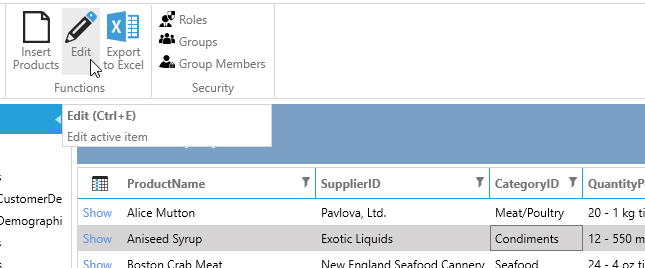 Insert
Products
Edit
Export
to Excel
Functions
Roles
Groups
Group Members
Security
Edit (Ctrl+E)
Edit active item
CustomerDe
Demographi
ProductName SupplierID CategoryID QuantityP
Show Alice Mutton Pavlova, Ltd. Meat/Poultry 20 - 1 kg ti
Show Aniseed Syrup Exotic Liquids Condiments 12 - 550 m
Show Boston Crab Meat New England Seafood Cannery Seafood 24 - 4 oz ti